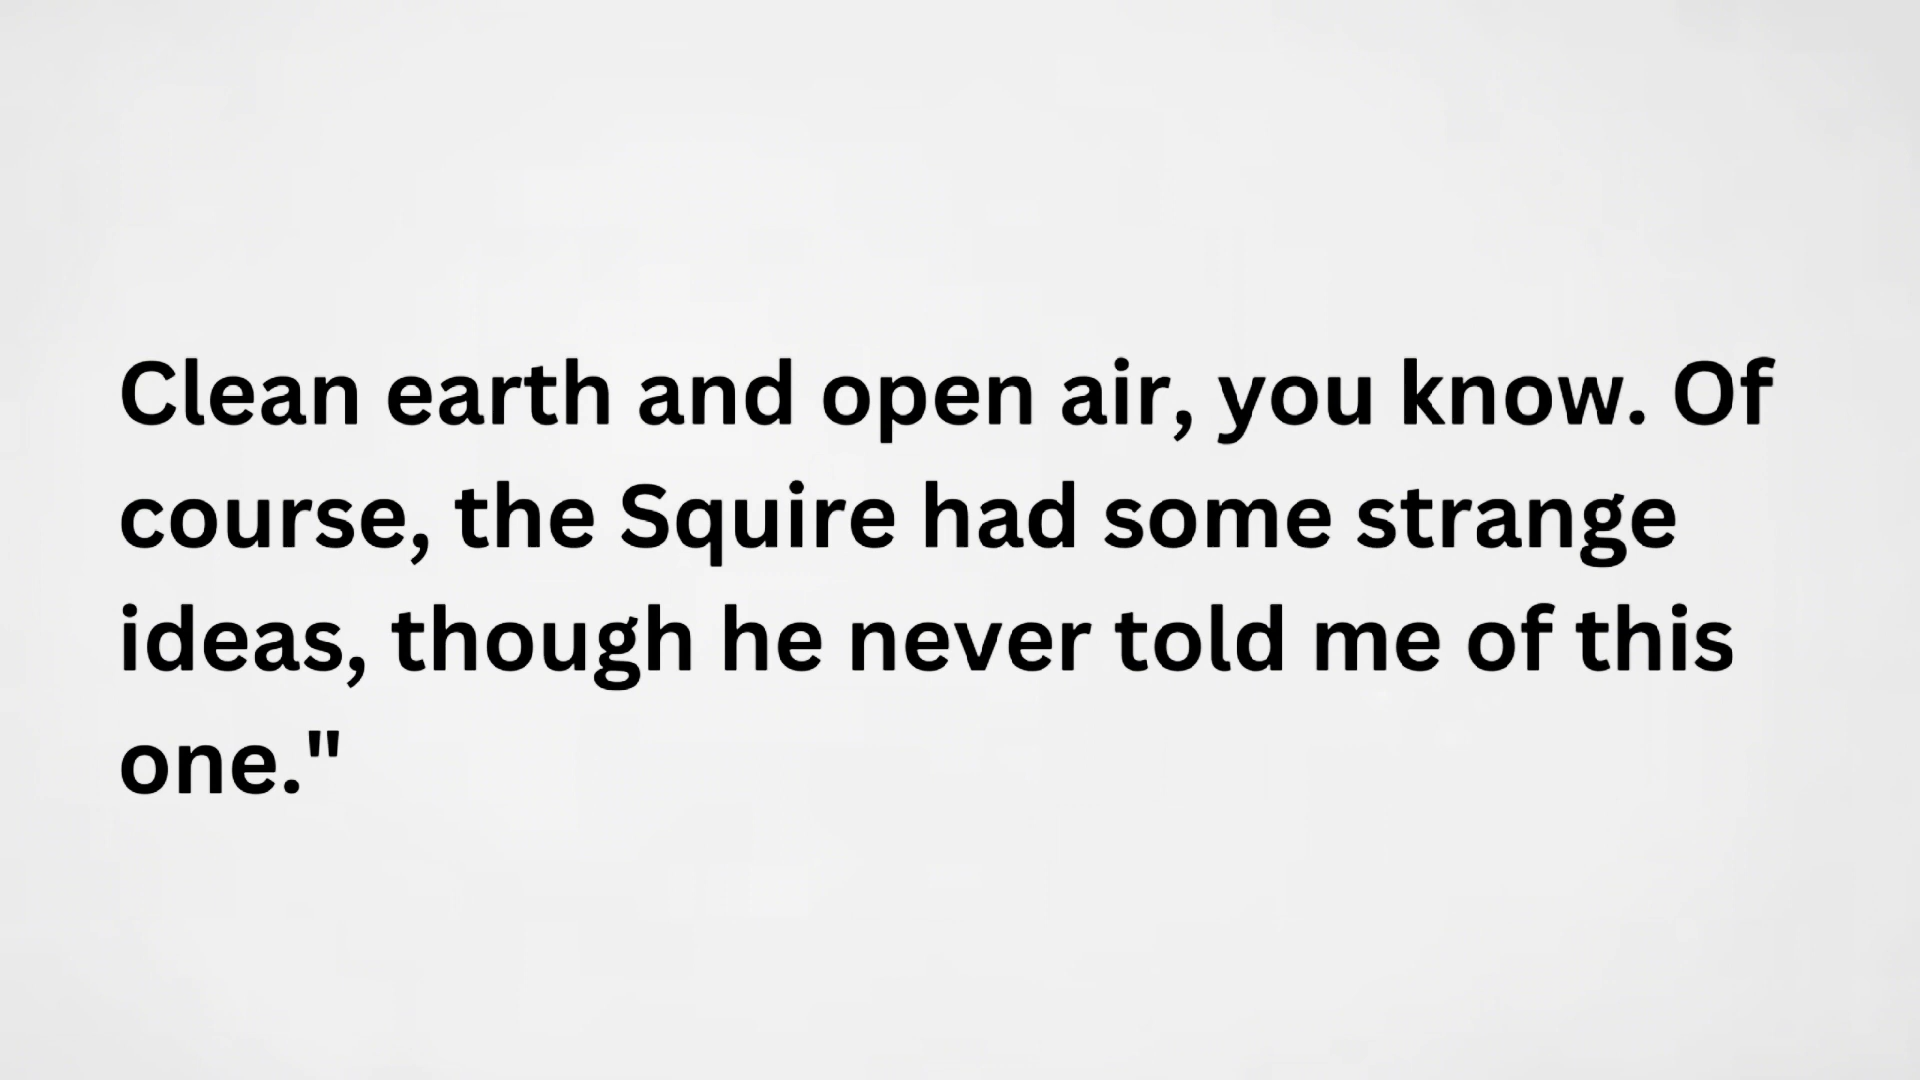 Clean earth and open air, you know. Of
course, the Squire had some strange
ideas, though he never told me of this
one."